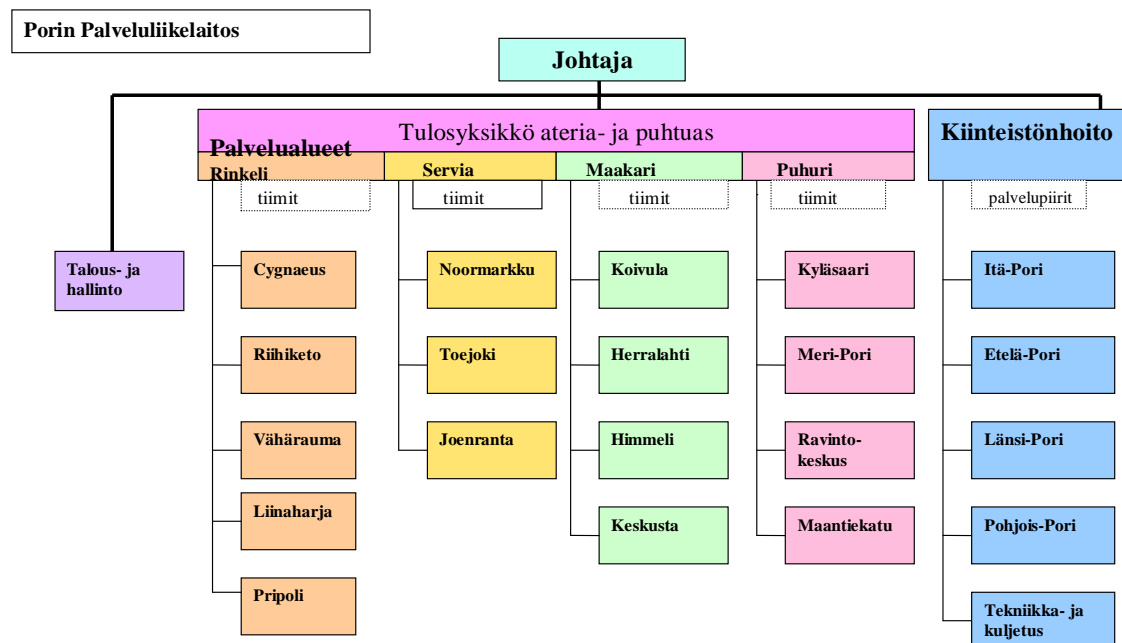 Porin Palveluliikelaitos
Johtaja
Tulosyksikkö ateria- ja puhtuas
Kiinteistönhoito
Palvelualueet
Rinkeli
Servia
Maakari
Puhuri
tiimit
tiimit
tiimit
tiimit
palvelupiirit
Talous- ja
hallinto
Cygnaeus
Noormarkku
Koivula
Kyläsaari
Itä-Pori
Riihiketo
Toejoki
Herralahti
Meri-Pori
Etelä-Pori
Vähärauma
Joenranta
Himmeli
Ravinto-
keskus
Länsi-Pori
Liinaharja
Keskusta
Maantiekatu
Pohjois-Pori
Pripoli
Tekniikka- ja
kuljetus